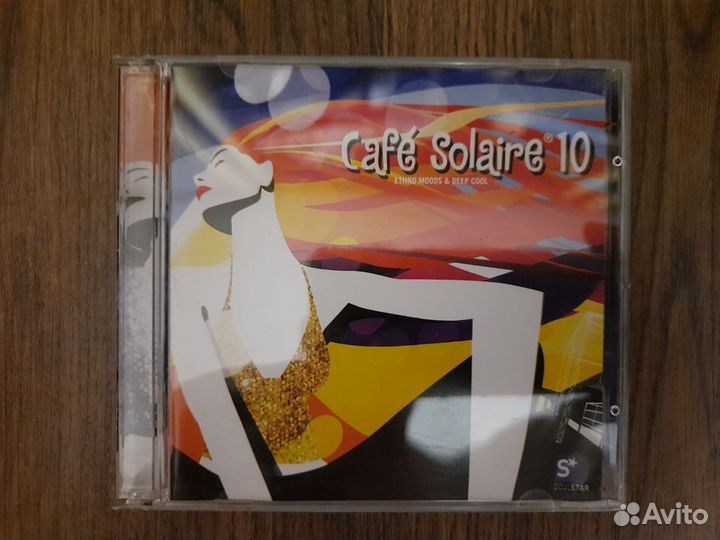 Café Solaire® 10
ETHNO MOODS & DEEP COOL
S*
SOULSTAR
Avito